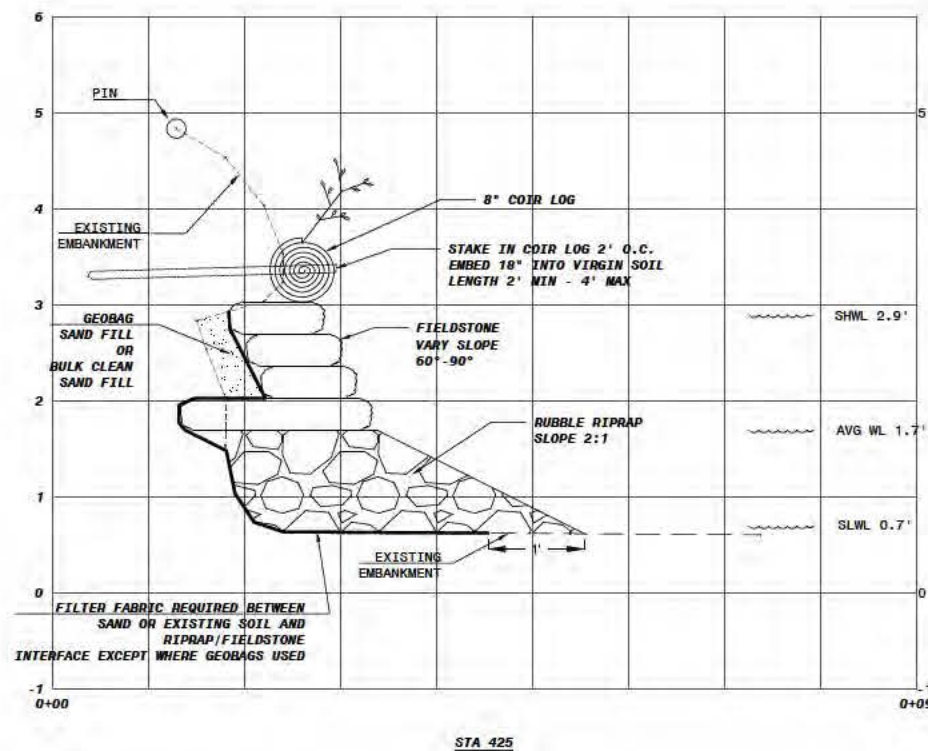 6
PIN
5
5
4
8" COIR LOG
EXISTING
EMBANKMENT
STAKE IN COIR LOG 2' O.C.
EMBED 18" INTO VIRGIN SOIL
LENGTH 2' MIN - 4' MAX
3
GEOBAG
SAND FILL
OR
BULK CLEAN
SAND FILL
FIELDSTONE
VARY SLOPE
60°-90°
SHWL 2.9'
2
RUBBLE RIPRAP
SLOPE 2:1
AVG WL 1.7'
1
SLWL 0.7'
1'
EXISTING
EMBANKMENT
0
FILTER FABRIC REQUIRED BETWEEN
SAND OR EXISTING SOIL AND
RIPRAP/FIELDSTONE
INTERFACE EXCEPT WHERE GEOBAGS USED
-1
0+00
STA 425